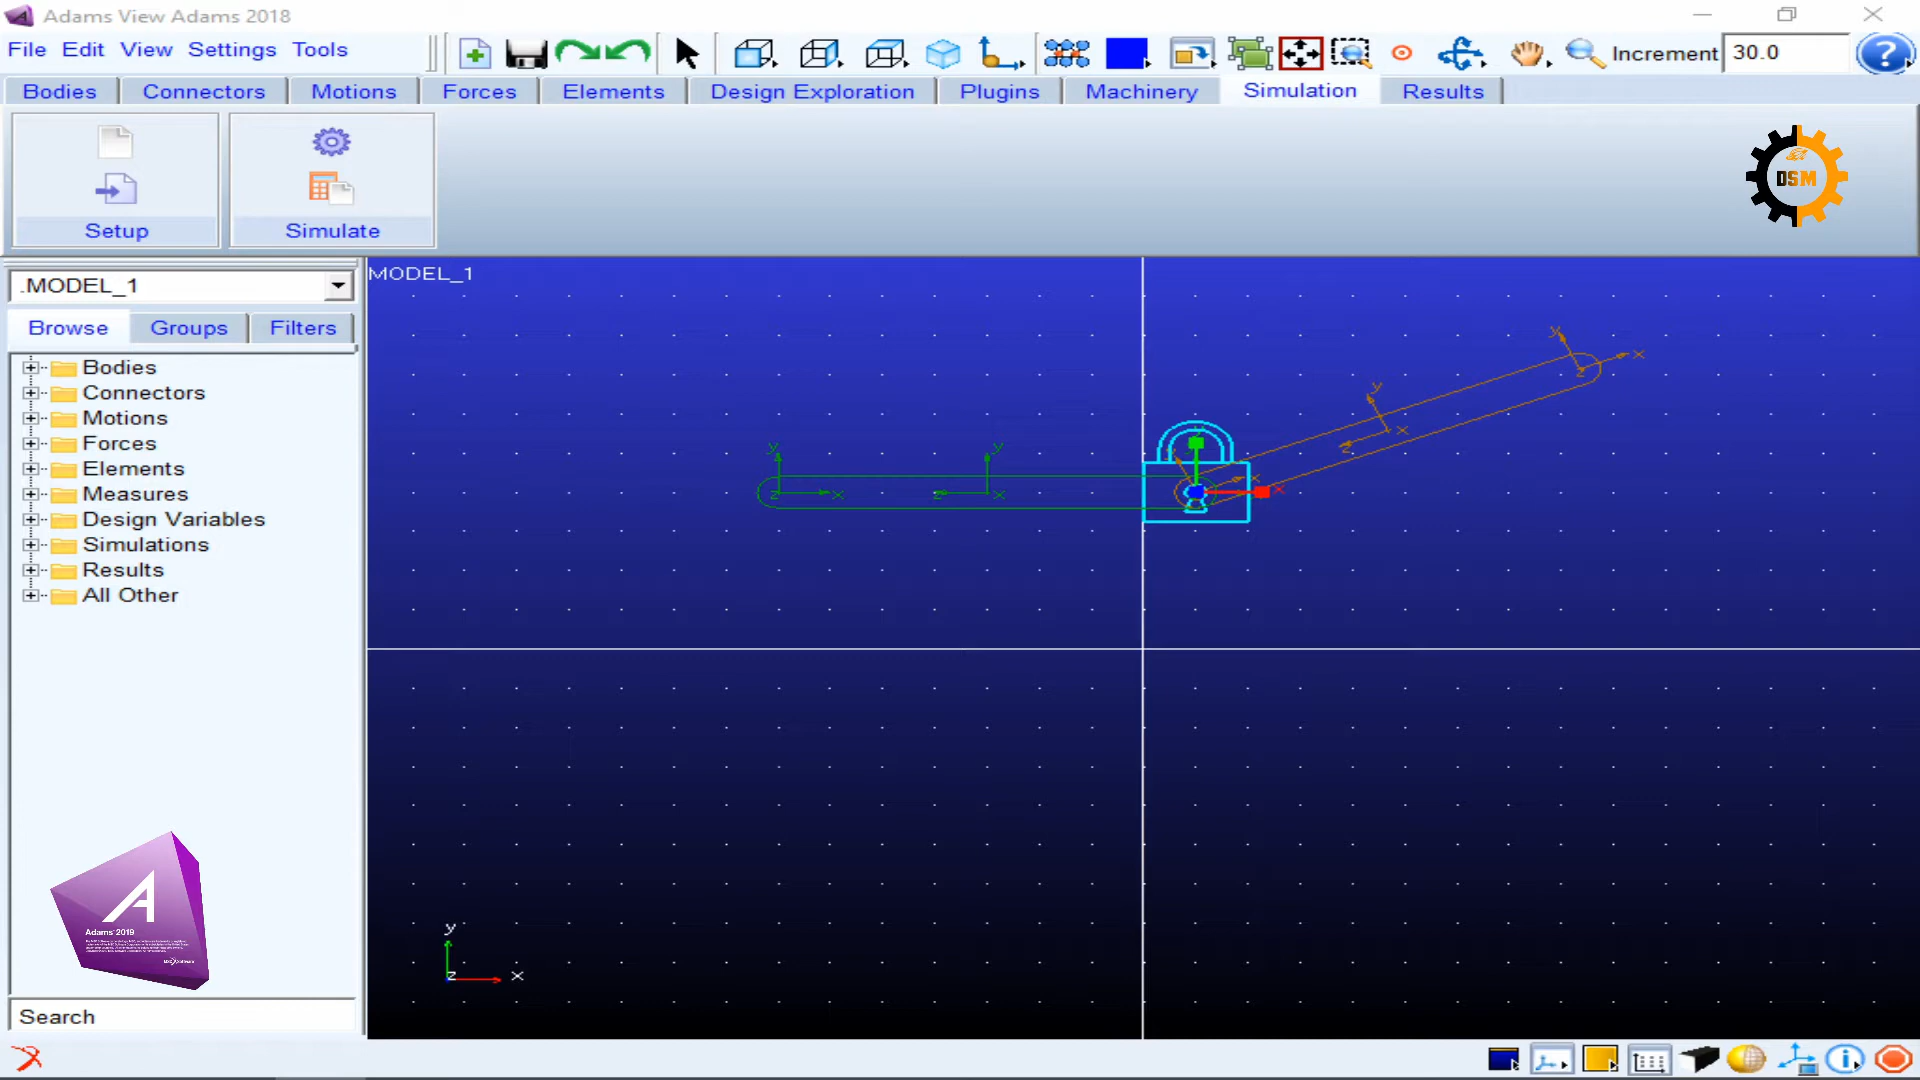 Adams View Adams 2018
File Edit View Settings Tools
Increment 30.0
Bodies Connectors Motions Forces Elements Design Exploration Plugins Machinery Simulation Results
Setup Simulate
DSM
.MODEL_1
MODEL_1
Browse Groups Filters
Bodies
Connectors
Motions
Forces
Elements
Measures
Design Variables
Simulations
Results
All Other
y x z
y x z
y x z
y x z
x
Adams 2019
y
z x
Search